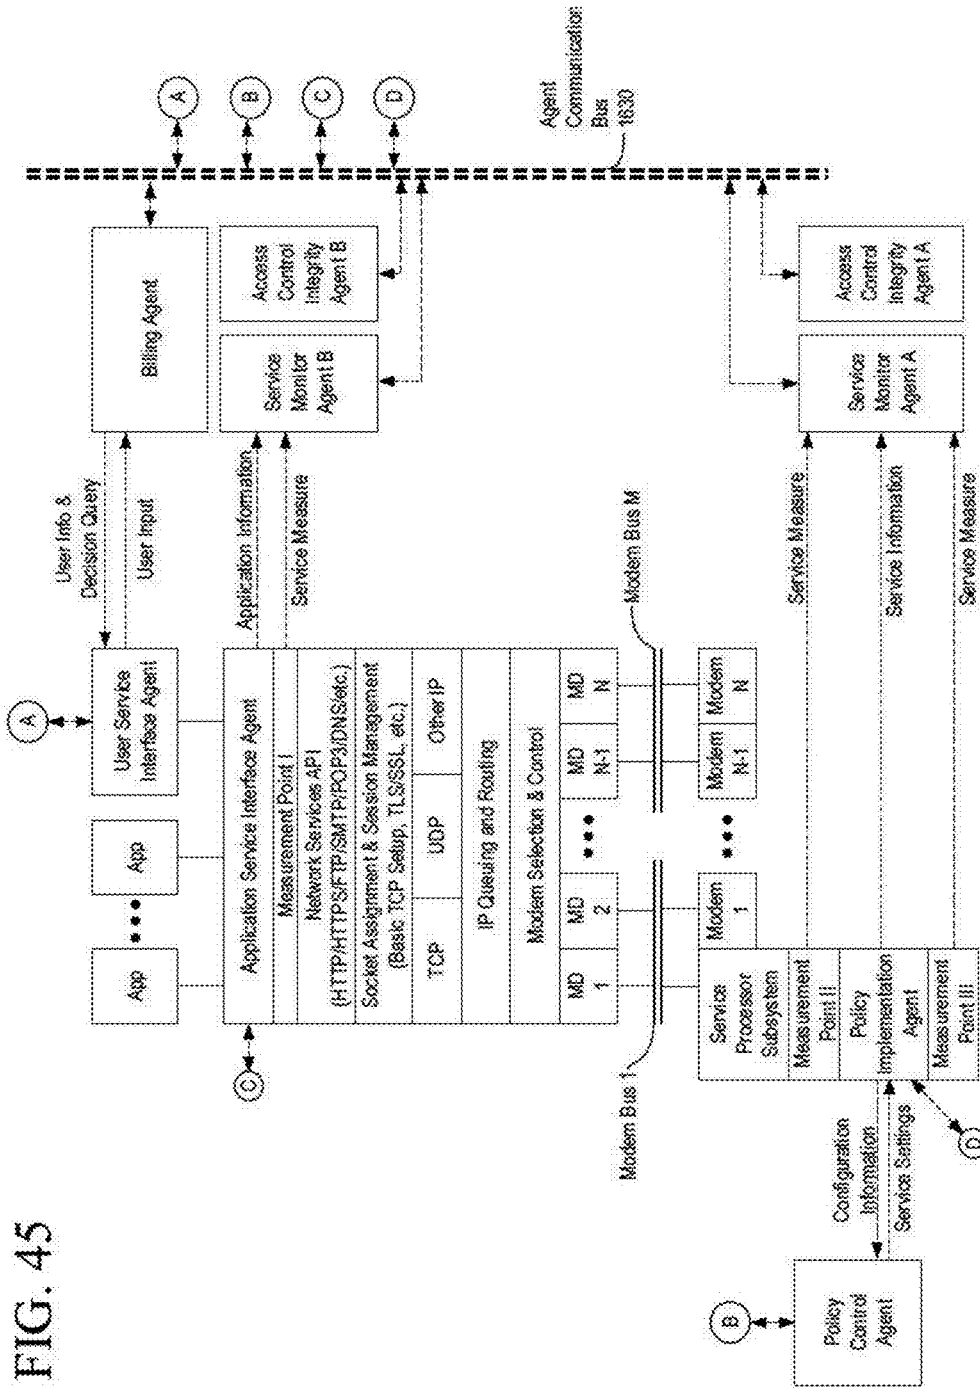 FIG. 45
A
App
App
User Service
Interface Agent
User Info &
Decision Query
User Input
Billing Agent
A
B
C
D
C
Application Service Interface Agent
Measurement Point I
Network Services API
(HTTP/HTTPS/FTP/SMTP/POP3/DNS/etc.)
Socket Assignment & Session Management
(Basic TCP Setup, TLS/SSL, etc.)
TCP
UDP
Other IP
IP Queuing and Routing
Modem Selection & Control
MD
1
MD
2
MD
N-1
MD
N
Application Information
Service Measure
Service
Monitor
Agent B
Access
Control
Integrity
Agent B
Agent
Communication
Bus
1630
Modem Bus 1
Modem Bus M
Modem
1
Modem
N-1
Modem
N
Service
Processor
Subsystem
Measurement
Point II
Policy
Implementation
Agent
Measurement
Point III
Service Measure
Service Information
Service Measure
Service
Monitor
Agent A
Access
Control
Integrity
Agent A
Configuration
Information
Service Settings
D
B
Policy
Control
Agent